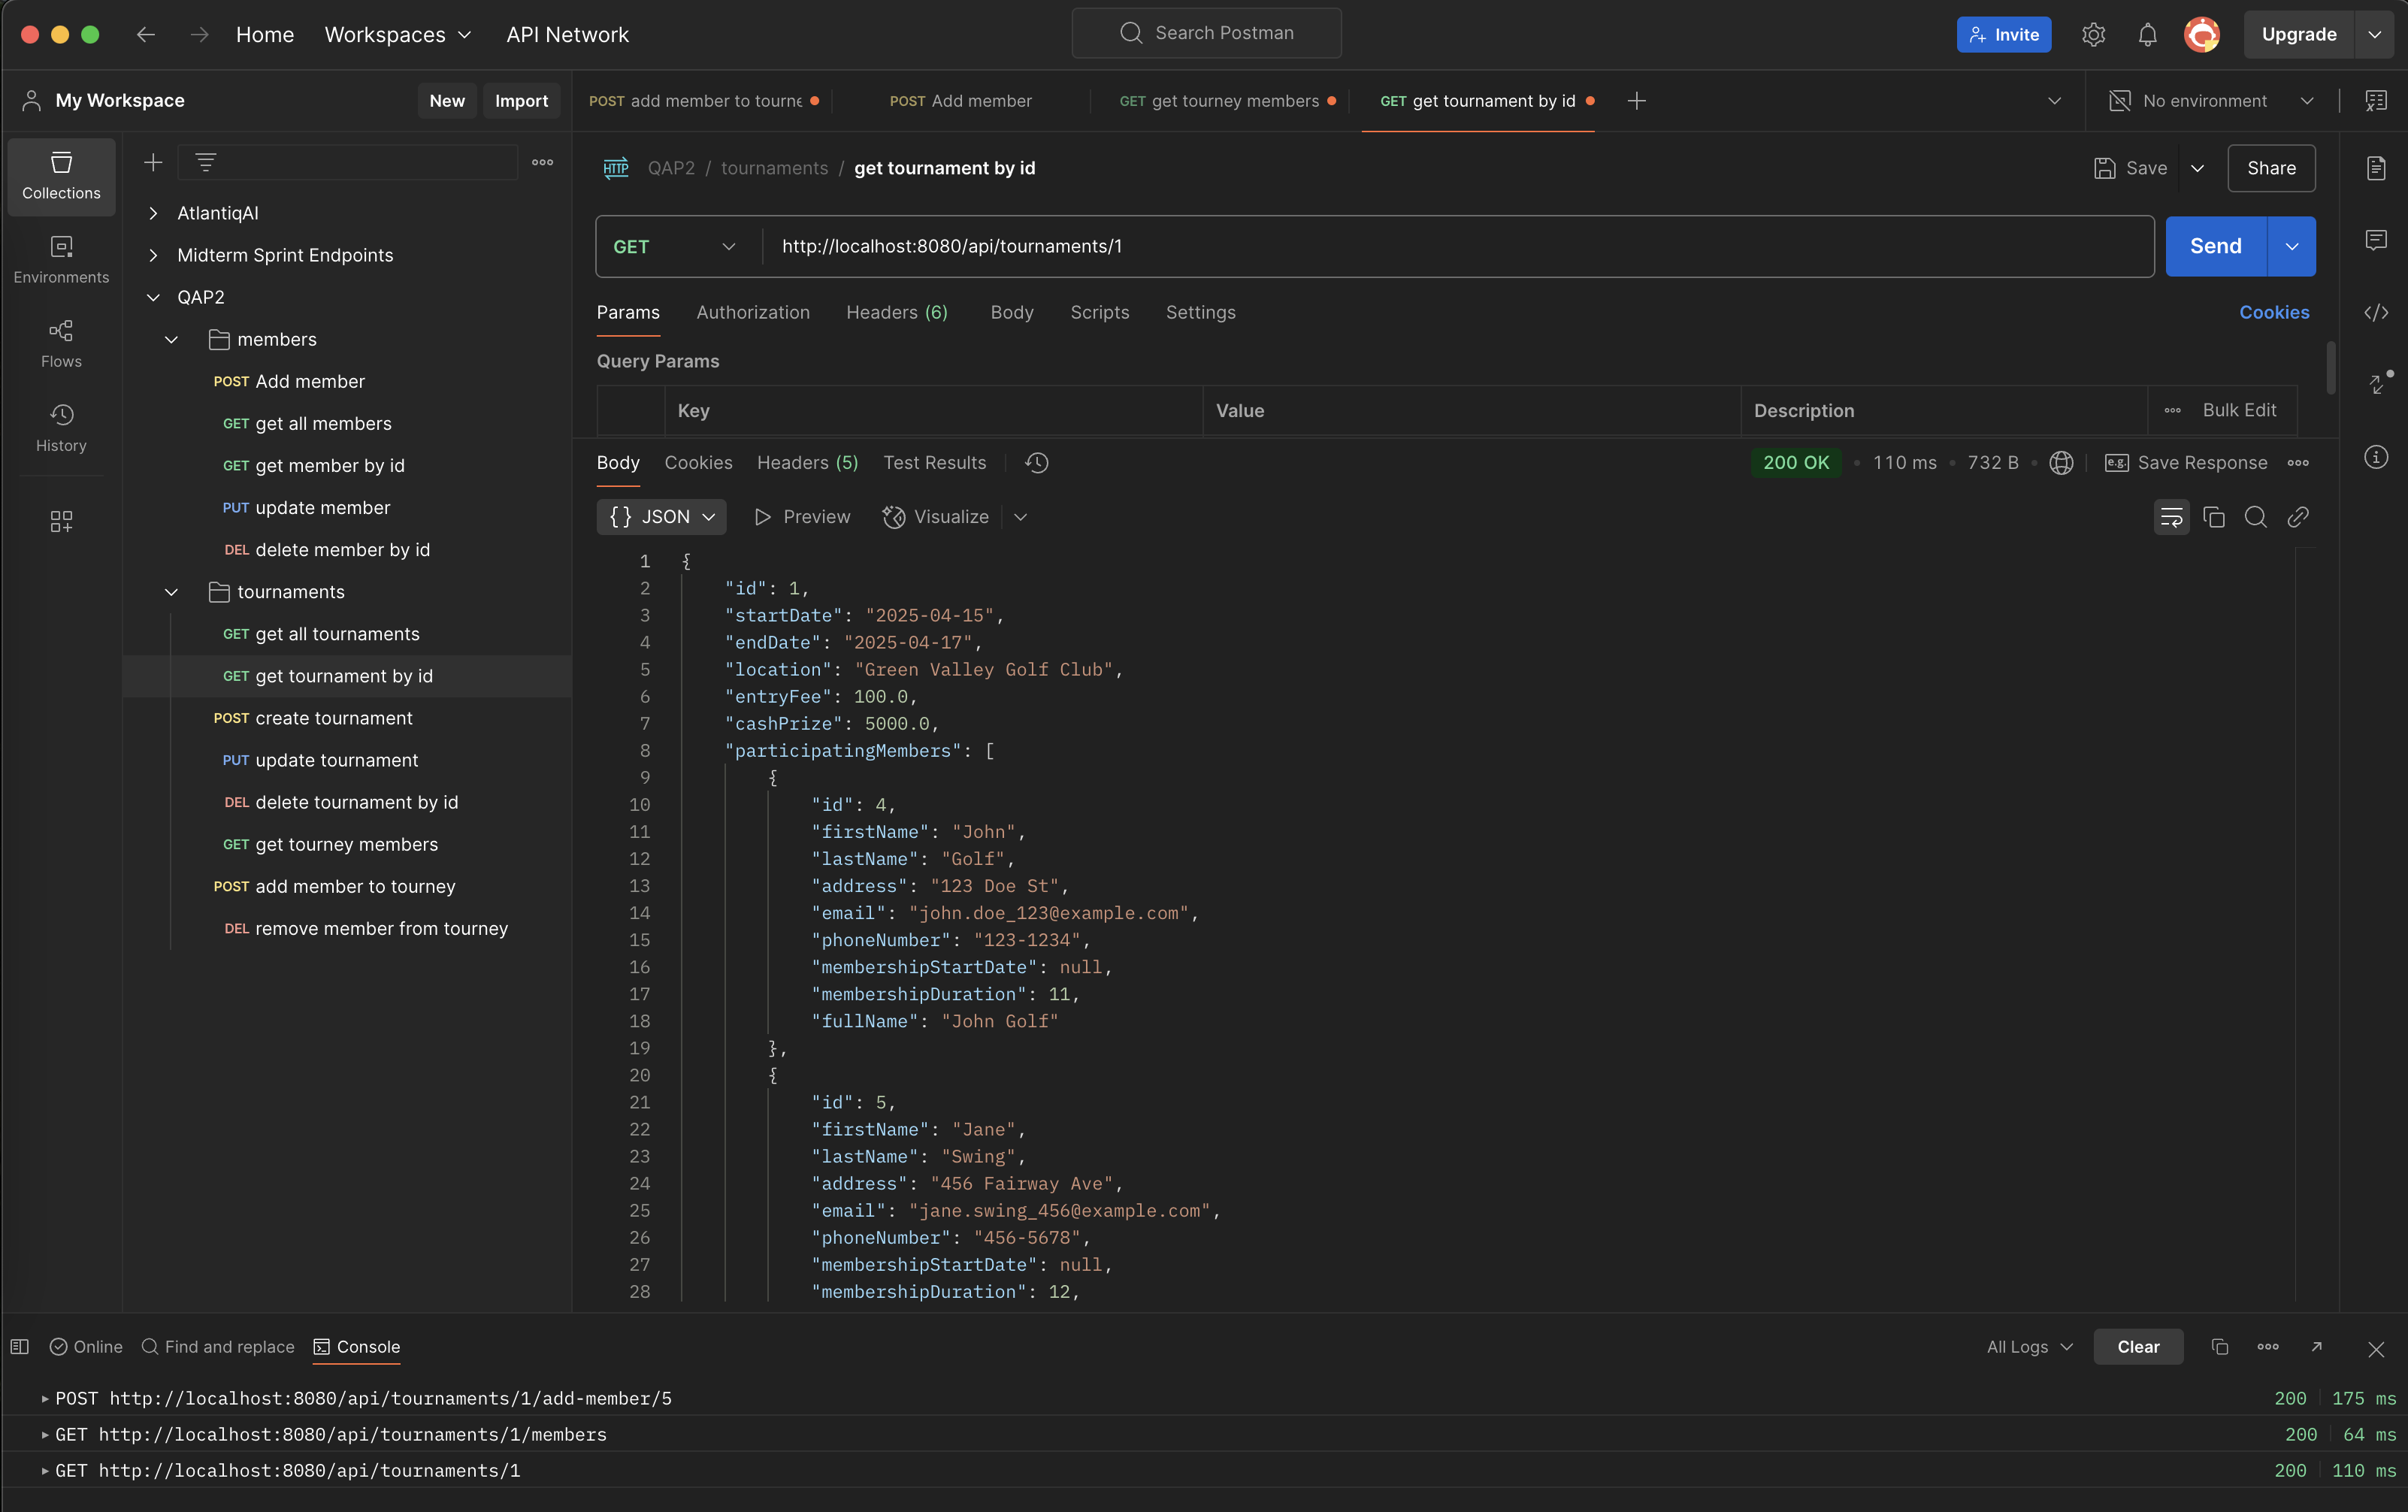 Home Workspaces API Network Search Postman Invite Upgrade
My Workspace New Import
POST add member to tourne POST Add member GET get tourney members GET get tournament by id No environment
Collections
Environments
Flows
History
AtlantiqAI
Midterm Sprint Endpoints
QAP2
members
POST Add member
GET get all members
GET get member by id
PUT update member
DEL delete member by id
tournaments
GET get all tournaments
GET get tournament by id
POST create tournament
PUT update tournament
DEL delete tournament by id
GET get tourney members
POST add member to tourney
DEL remove member from tourney
HTTP QAP2 / tournaments / get tournament by id Save Share
GET http://localhost:8080/api/tournaments/1 Send
Params Authorization Headers (6) Body Scripts Settings Cookies
Query Params
Key Value Description Bulk Edit
Body Cookies Headers (5) Test Results 200 OK • 110 ms • 732 B • e.g. Save Response
{} JSON Preview Visualize
1 {
2 "id": 1,
3 "startDate": "2025-04-15",
4 "endDate": "2025-04-17",
5 "location": "Green Valley Golf Club",
6 "entryFee": 100.0,
7 "cashPrize": 5000.0,
8 "participatingMembers": [
9 {
10 "id": 4,
11 "firstName": "John",
12 "lastName": "Golf",
13 "address": "123 Doe St",
14 "email": "john.doe_123@example.com",
15 "phoneNumber": "123-1234",
16 "membershipStartDate": null,
17 "membershipDuration": 11,
18 "fullName": "John Golf"
19 },
20 {
21 "id": 5,
22 "firstName": "Jane",
23 "lastName": "Swing",
24 "address": "456 Fairway Ave",
25 "email": "jane.swing_456@example.com",
26 "phoneNumber": "456-5678",
27 "membershipStartDate": null,
28 "membershipDuration": 12,
Online Find and replace Console All Logs Clear
POST http://localhost:8080/api/tournaments/1/add-member/5 200 175 ms
GET http://localhost:8080/api/tournaments/1/members 200 64 ms
GET http://localhost:8080/api/tournaments/1 200 110 ms